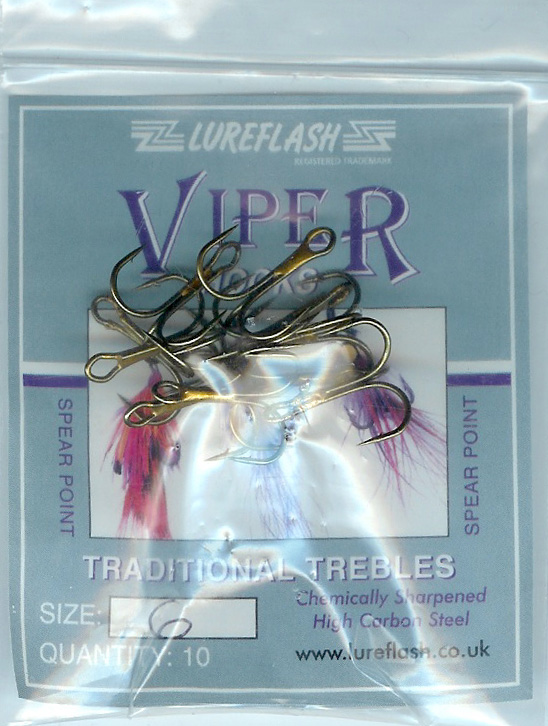 LUREFLASH
REGISTERED TRADEMARK
VIPER
HOOKS
SPEAR POINT
SPEAR POINT
TRADITIONAL TREBLES
Chemically Sharpened
High Carbon Steel
SIZE: 6
QUANTITY: 10
www.lureflash.co.uk